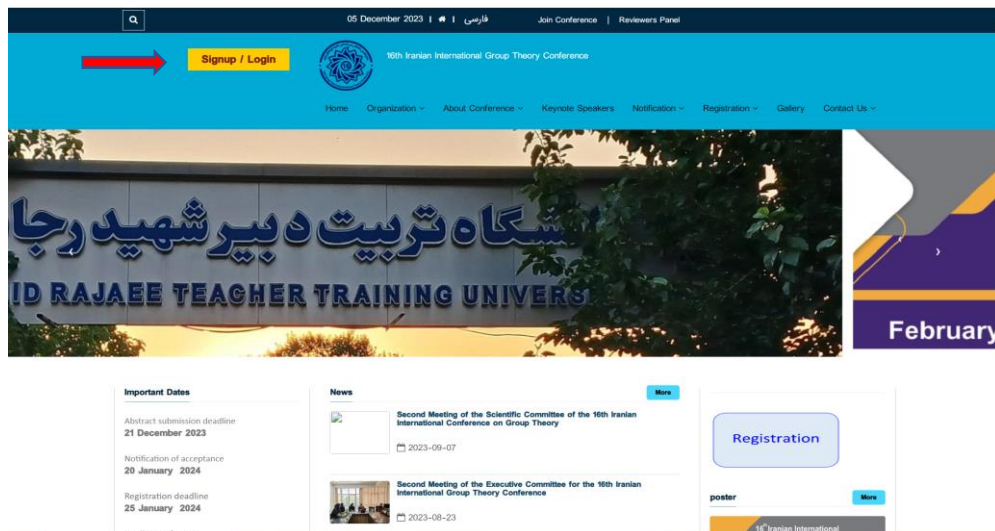 05 December 2023 | | فارسی
Join Conference | Reviewers Panel
Signup / Login
16th Iranian International Group Theory Conference
Home Organization About Conference Keynote Speakers Notification Registration Gallery Contact Us
تربیت دبیر شهید
ID RAJAEE TEACHER TRAINING
February
Important Dates
Abstract submission deadline
21 December 2023
Notification of acceptance
20 January 2024
Registration deadline
25 January 2024
News
More
Second Meeting of the Scientific Committee of the 16th Iranian
International Conference on Group Theory
2023-09-07
Second Meeting of the Executive Committee for the 16th Iranian
International Group Theory Conference
2023-08-23
Registration
poster
More
16th Iranian International